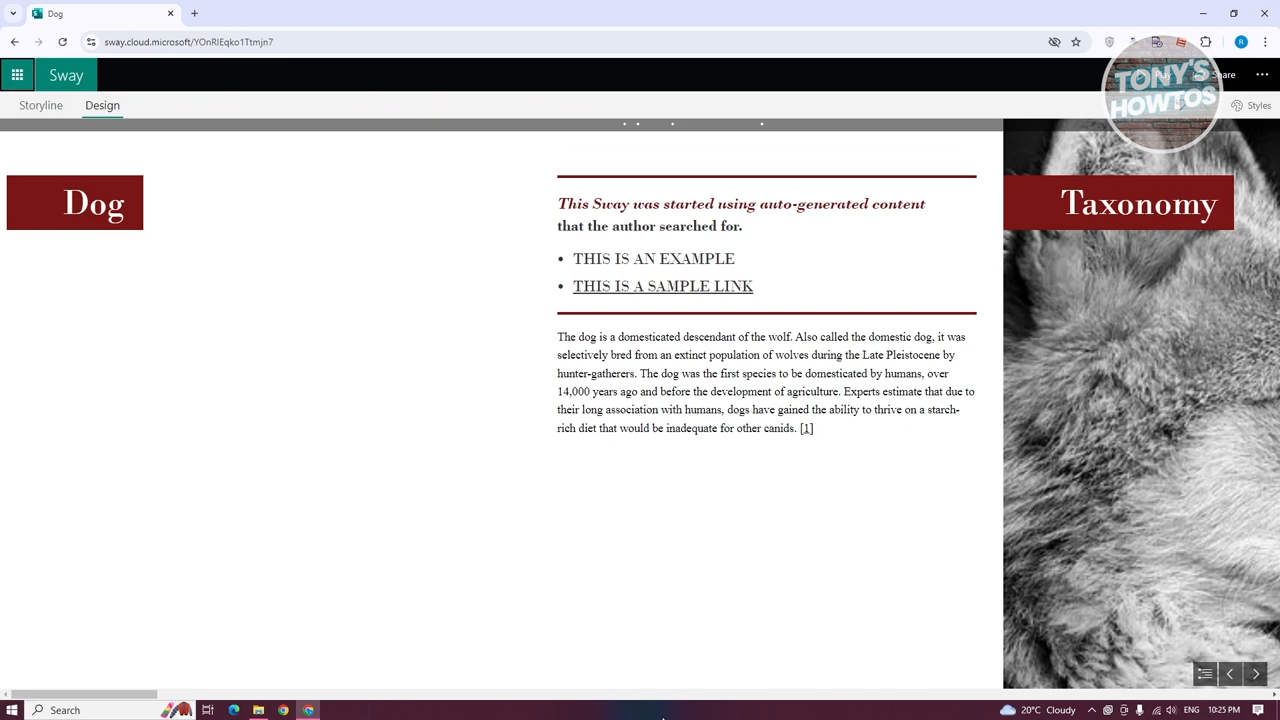 Dog
sway.cloud.microsoft/YOnRlEqko1Ttmjn7
R
Sway
Play
Share
TONY'S
HOWTOS
Storyline
Design
Styles
Dog
This Sway was started using auto-generated content
that the author searched for.
• THIS IS AN EXAMPLE
• THIS IS A SAMPLE LINK
The dog is a domesticated descendant of the wolf. Also called the domestic dog, it was
selectively bred from an extinct population of wolves during the Late Pleistocene by
hunter-gatherers. The dog was the first species to be domesticated by humans, over
14,000 years ago and before the development of agriculture. Experts estimate that due to
their long association with humans, dogs have gained the ability to thrive on a starch-
rich diet that would be inadequate for other canids. [1]
Taxonomy
Search
20°C Cloudy
ENG
10:25 PM